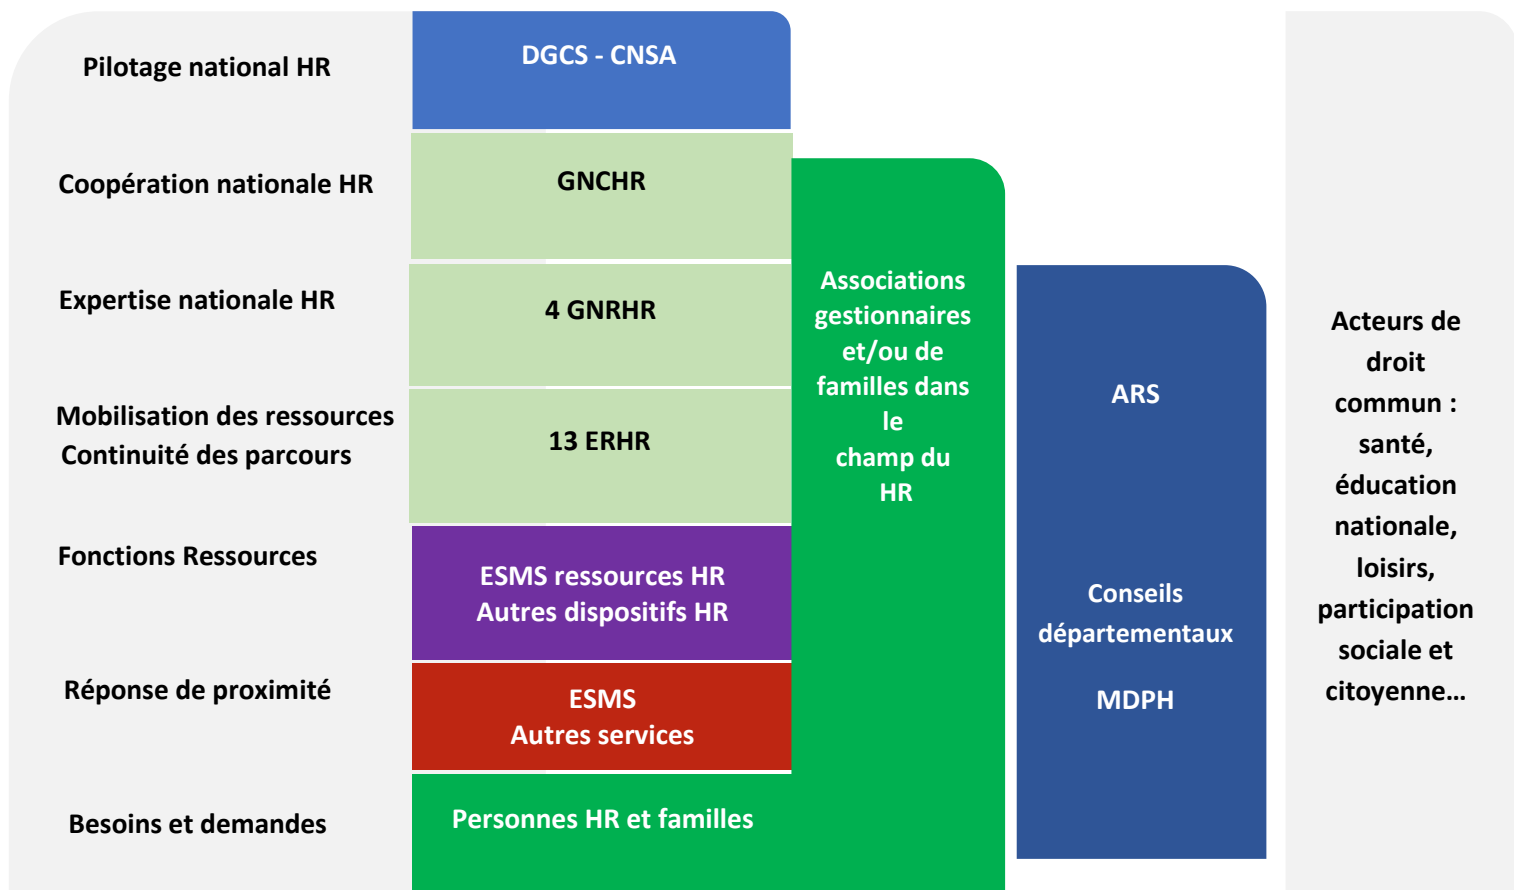 Pilotage national HR
DGCS - CNSA
Coopération nationale HR
GNCHR
Expertise nationale HR
4 GNRHR
Mobilisation des ressources
Continuité des parcours
13 ERHR
Fonctions Ressources
ESMS ressources HR
Autres dispositifs HR
Réponse de proximité
ESMS
Autres services
Besoins et demandes
Personnes HR et familles
Associations
gestionnaires
et/ou de
familles dans
le
champ du
HR
ARS
Conseils
départementaux
MDPH
Acteurs de
droit
commun :
santé,
éducation
nationale,
loisirs,
participation
sociale et
citoyenne…